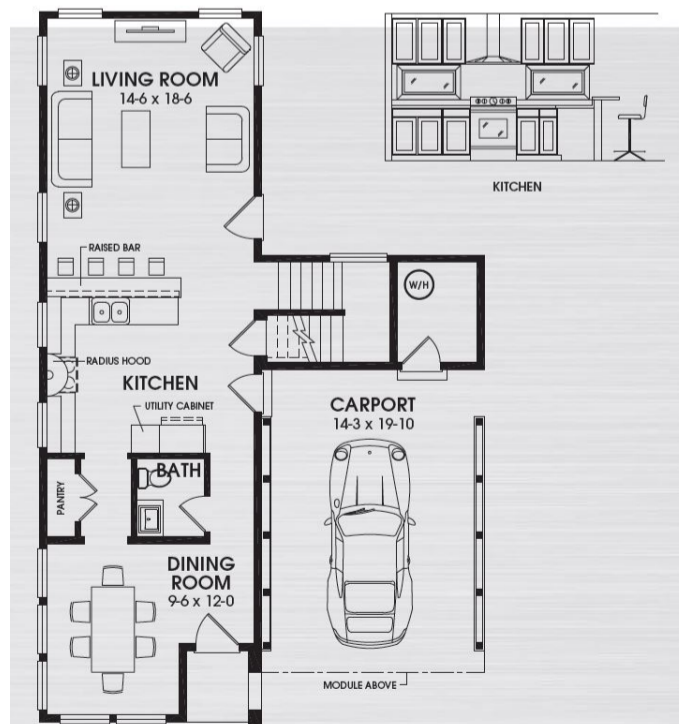 LIVING ROOM
14-6 x 18-6
KITCHEN
RAISED BAR
W/H
RADIUS HOOD
KITCHEN
UTILITY CABINET
CARPORT
14-3 x 19-10
BATH
PANTRY
DINING
ROOM
9-6 x 12-0
MODULE ABOVE